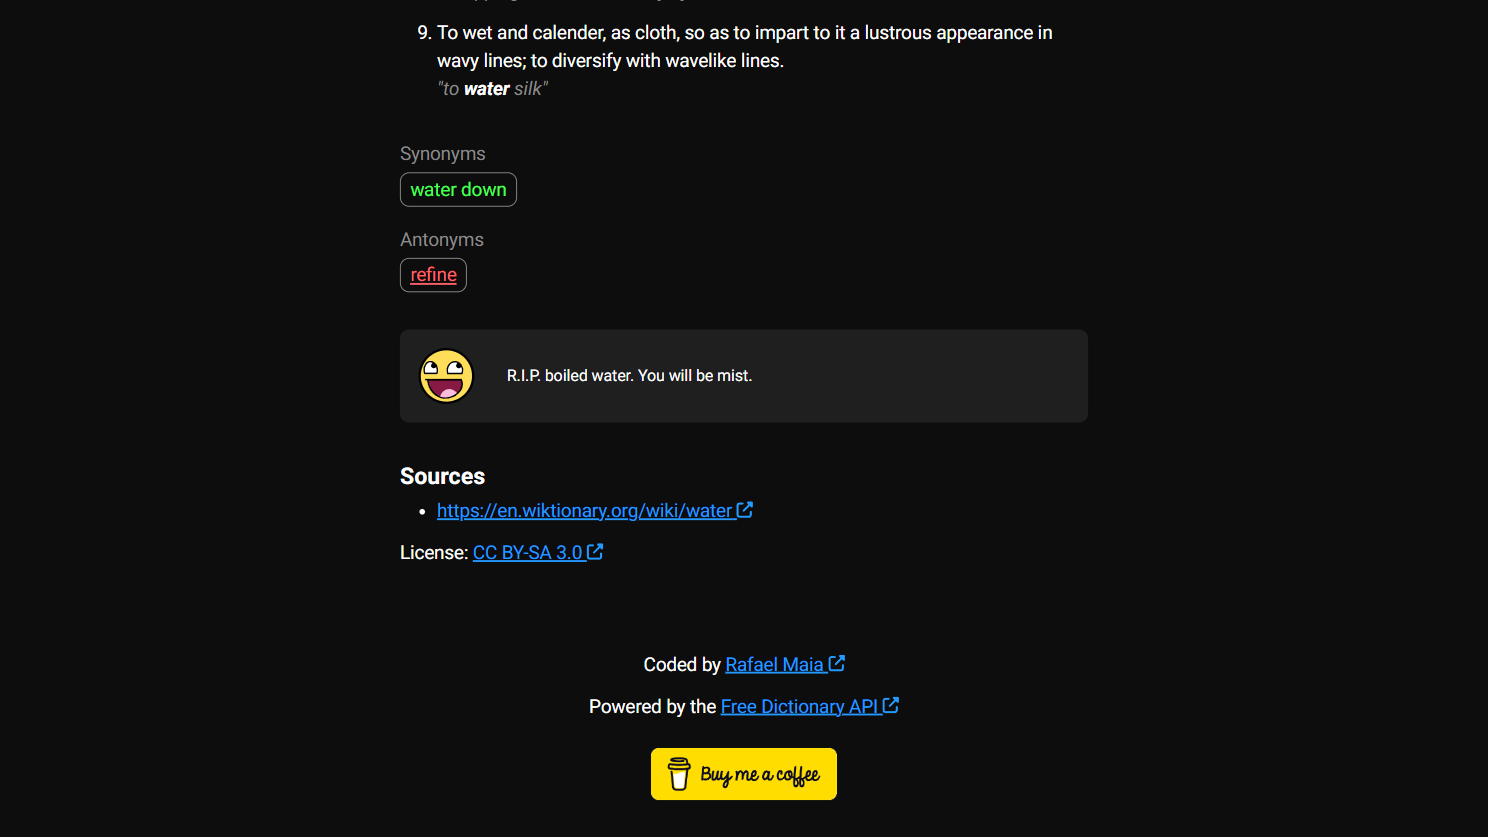 9. To wet and calender, as cloth, so as to impart to it a lustrous appearance in
wavy lines; to diversify with wavelike lines.
"to water silk"
Synonyms
water down
Antonyms
refine
R.I.P. boiled water. You will be mist.
Sources
• https://en.wiktionary.org/wiki/water
License: CC BY-SA 3.0
Coded by Rafael Maia
Powered by the Free Dictionary API
Buy me a coffee